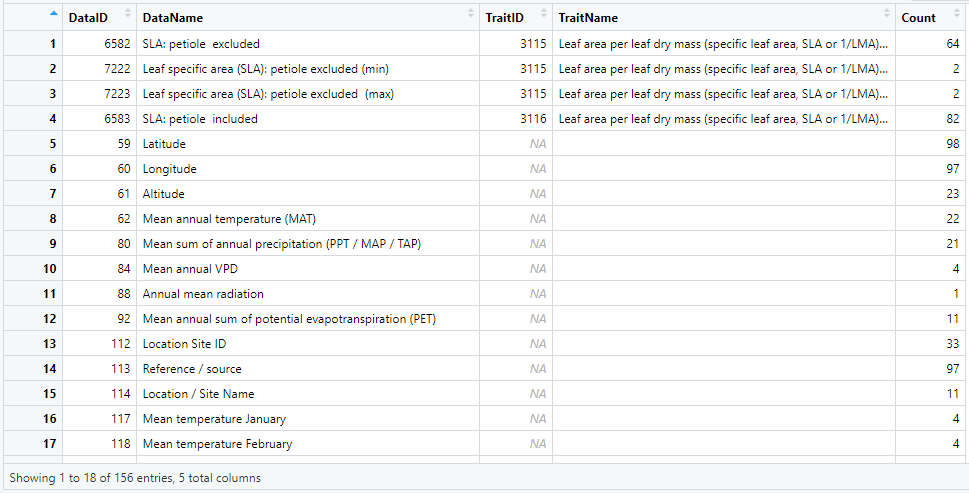 DataID DataName TraitID TraitName Count
1 6582 SLA: petiole  excluded 3115 Leaf area per leaf dry mass (specific leaf area, SLA or 1/LMA)... 64
2 7222 Leaf specific area (SLA): petiole excluded (min) 3115 Leaf area per leaf dry mass (specific leaf area, SLA or 1/LMA)... 2
3 7223 Leaf specific area (SLA): petiole excluded  (max) 3115 Leaf area per leaf dry mass (specific leaf area, SLA or 1/LMA)... 2
4 6583 SLA: petiole  included 3116 Leaf area per leaf dry mass (specific leaf area, SLA or 1/LMA)... 82
5 59 Latitude NA 98
6 60 Longitude NA 97
7 61 Altitude NA 23
8 62 Mean annual temperature (MAT) NA 22
9 80 Mean sum of annual precipitation (PPT / MAP / TAP) NA 21
10 84 Mean annual VPD NA 4
11 88 Annual mean radiation NA 1
12 92 Mean annual sum of potential evapotranspiration (PET) NA 11
13 112 Location Site ID NA 33
14 113 Reference / source NA 97
15 114 Location / Site Name NA 11
16 117 Mean temperature January NA 4
17 118 Mean temperature February NA 4
Showing 1 to 18 of 156 entries, 5 total columns